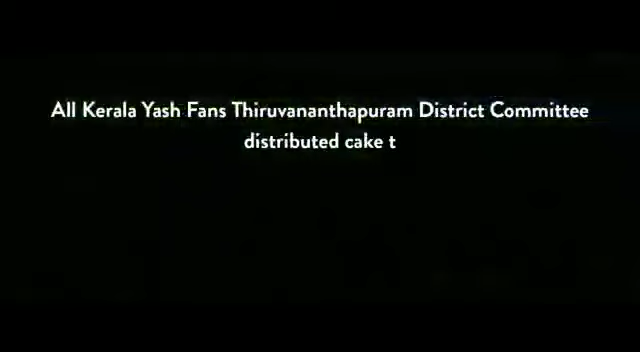 All Kerala Yash Fans Thiruvananthapuram District Committee
distributed cake t